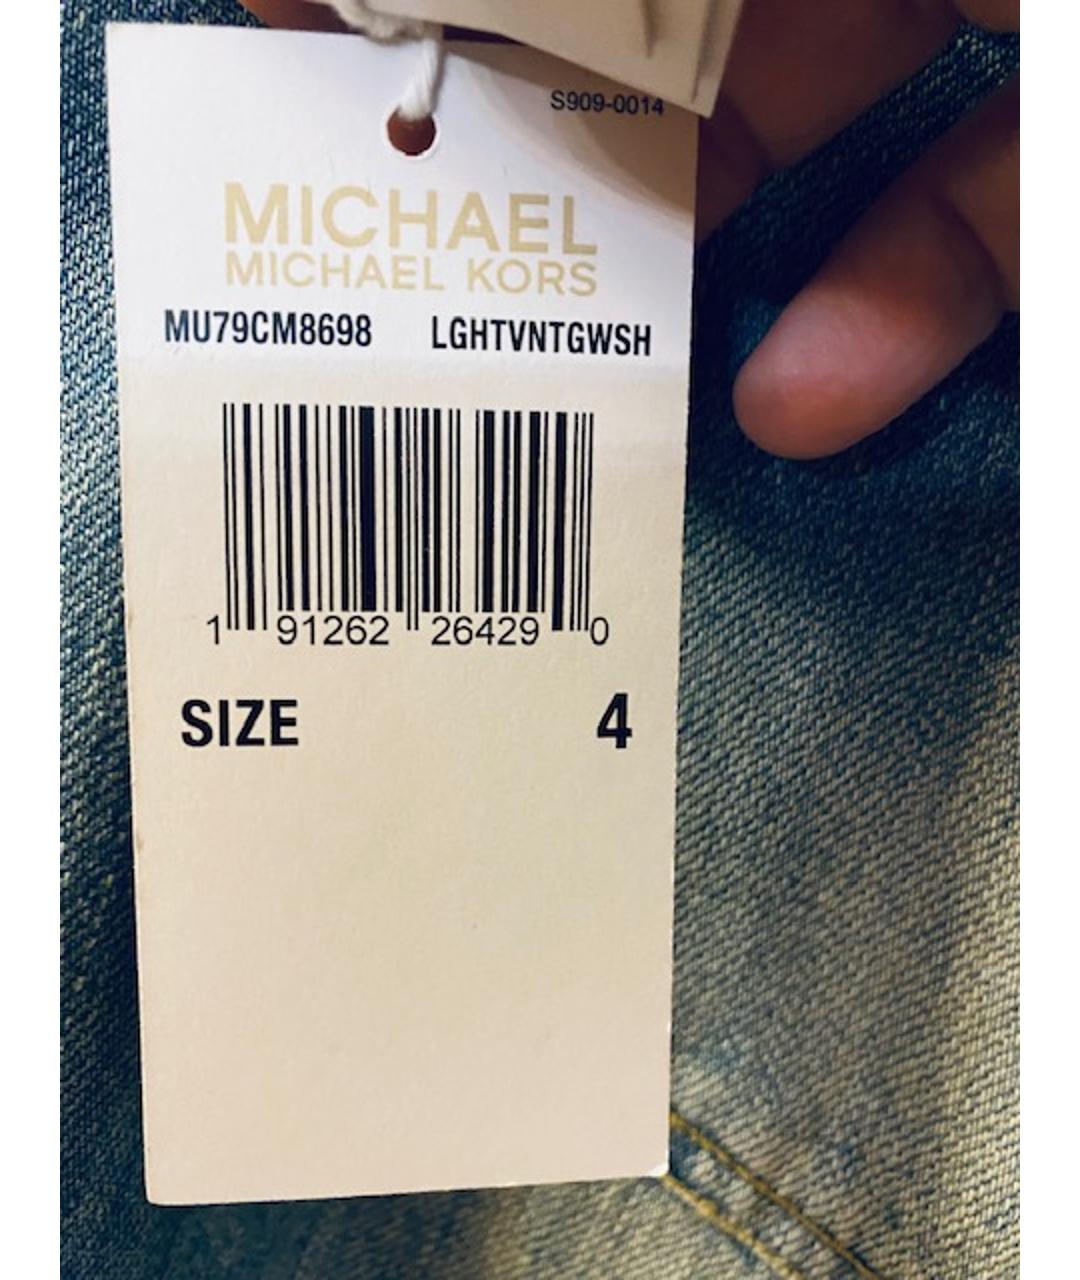 S909-0014
MICHAEL
MICHAEL KORS
MU79CM8698 LGHTVNTGWSH
1 91262 26429 0
SIZE 4